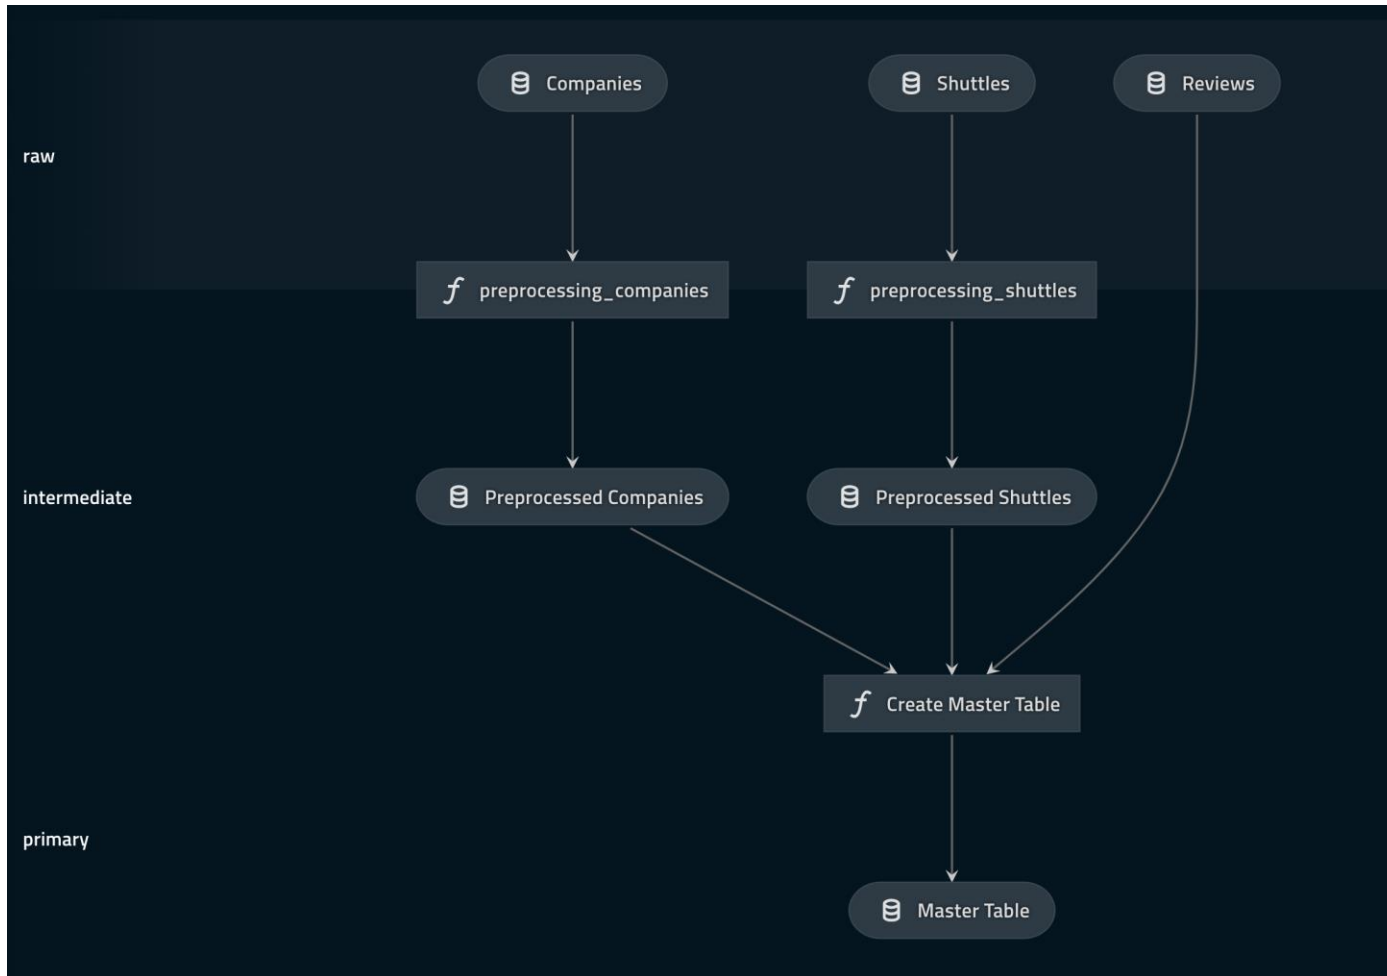 Companies
Shuttles
Reviews
raw
preprocessing_companies
preprocessing_shuttles
intermediate
Preprocessed Companies
Preprocessed Shuttles
Create Master Table
primary
Master Table